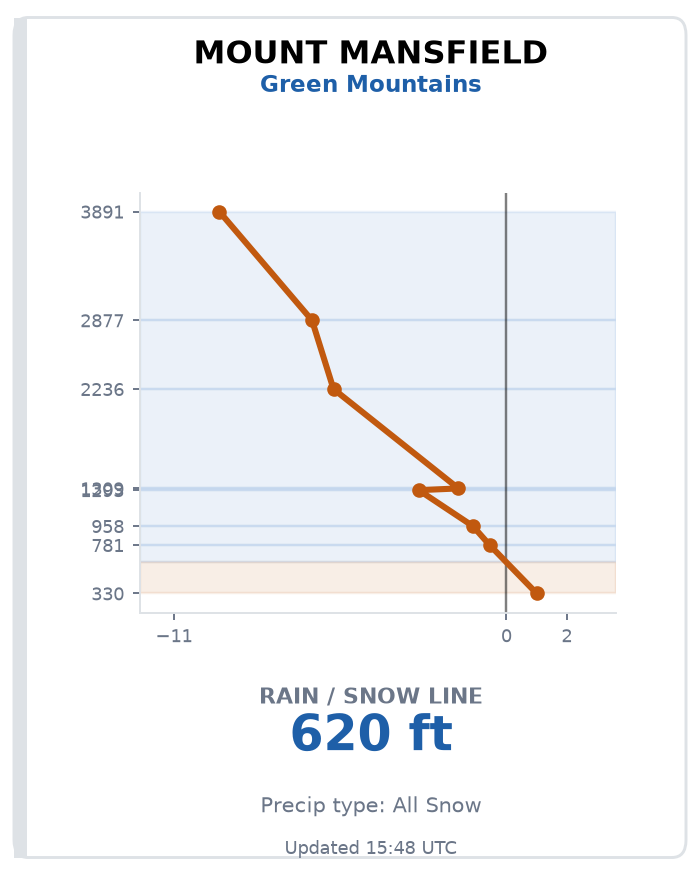 MOUNT MANSFIELD
Green Mountains
3891
2877
2236
958
781
330
−11 0 2
RAIN / SNOW LINE
620 ft
Precip type: All Snow
Updated 15:48 UTC